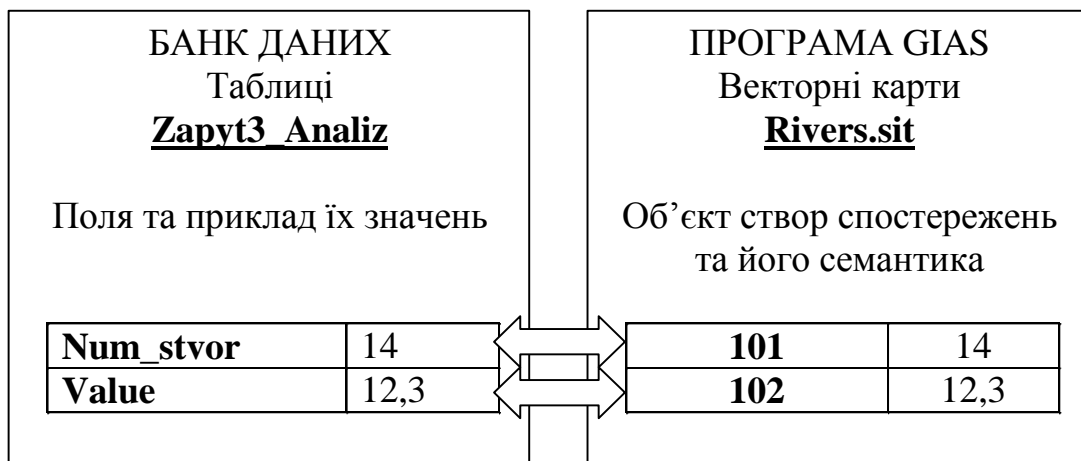 БАНК ДАНИХ
Таблиці
Zapyt3_Analiz
Поля та приклад їх значень
Num_stvor 14
Value 12,3
ПРОГРАМА GIAS
Векторні карти
Rivers.sit
Об’єкт створ спостережень
та його семантика
101 14
102 12,3